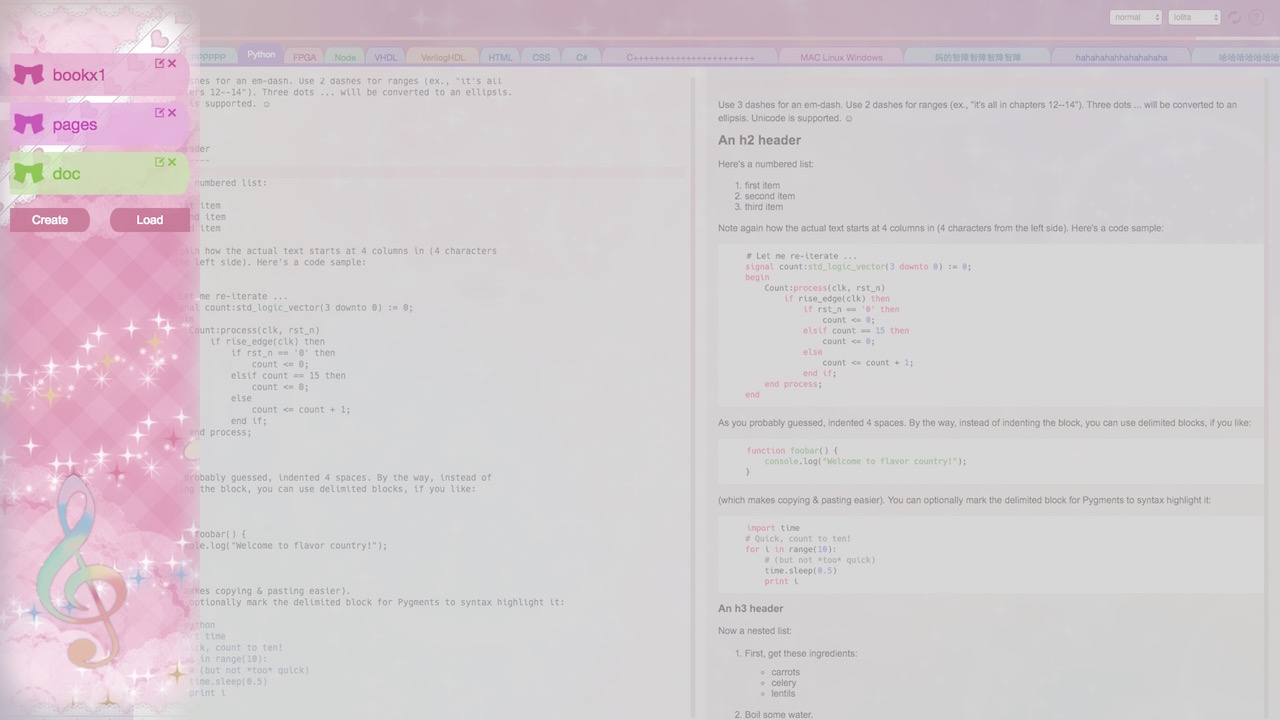 normal
lolita
?
bookx1
pages
doc
Create
Load
PPPPPP
Python
FPGA
Node
VHDL
VerilogHDL
HTML
CSS
C#
C++++++++++++++++++++++++
MAC Linux Windows
码的智障智障智障智障
hahahahahhahahahaha
哈哈哈哈哈哈哈
for an em-dash. Use 2 dashes for ranges (ex., "it's all
12--14"). Three dots ... will be converted to an ellipsis.
is supported. ☺
numbered list:
how the actual text starts at 4 columns in (4 characters
left side). Here's a code sample:
me re-iterate ...
count:std_logic_vector(3 downto 0) := 0;
Count:process(clk, rst_n)
if rise_edge(clk) then
if rst_n == '0' then
count <= 0;
elsif count == 15 then
count <= 0;
else
count <= count + 1;
end if;
end process;
probably guessed, indented 4 spaces. By the way, instead of
the block, you can use delimited blocks, if you like:
foobar() {
console.log("Welcome to flavor country!");
copying & pasting easier).
optionally mark the delimited block for Pygments to syntax highlight it:
python
time
count to ten!
in range(10):
# (but not *too* quick)
time.sleep(0.5)
print i
Use 3 dashes for an em-dash. Use 2 dashes for ranges (ex., "it's all in chapters 12--14"). Three dots ... will be converted to an
ellipsis. Unicode is supported. ☺
An h2 header
Here's a numbered list:
1. first item
2. second item
3. third item
Note again how the actual text starts at 4 columns in (4 characters from the left side). Here's a code sample:
# Let me re-iterate ...
signal count:std_logic_vector(3 downto 0) := 0;
begin
Count:process(clk, rst_n)
if rise_edge(clk) then
if rst_n == '0' then
count <= 0;
elsif count == 15 then
count <= 0;
else
count <= count + 1;
end if;
end process;
end
As you probably guessed, indented 4 spaces. By the way, instead of indenting the block, you can use delimited blocks, if you like:
function foobar() {
console.log("Welcome to flavor country!");
}
(which makes copying & pasting easier). You can optionally mark the delimited block for Pygments to syntax highlight it:
import time
# Quick, count to ten!
for i in range(10):
# (but not *too* quick)
time.sleep(0.5)
print i
An h3 header
Now a nested list:
1. First, get these ingredients:
carrots
celery
lentils
2. Boil some water.